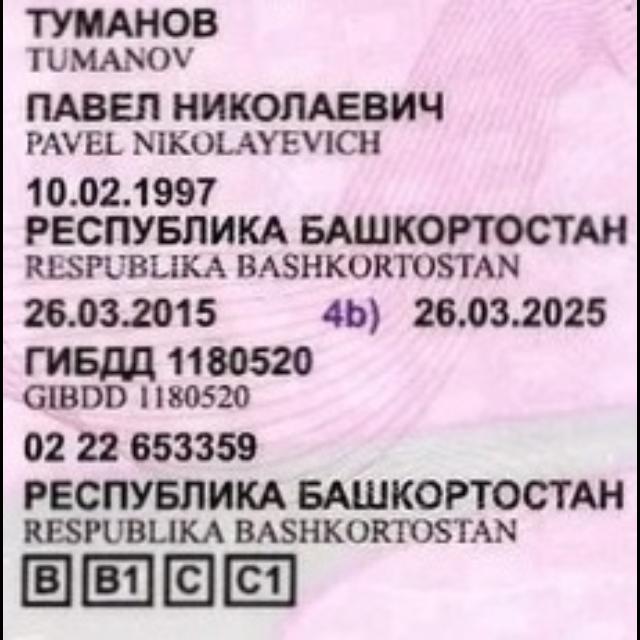 ТУМАНОВ
TUMANOV
ПАВЕЛ НИКОЛАЕВИЧ
PAVEL NIKOLAYEVICH
10.02.1997
РЕСПУБЛИКА БАШКОРТОСТАН
RESPUBLIKA BASHKORTOSTAN
26.03.2015 4b) 26.03.2025
ГИБДД 1180520
GIBDD 1180520
02 22 653359
РЕСПУБЛИКА БАШКОРТОСТАН
RESPUBLIKA BASHKORTOSTAN
B B1 C C1